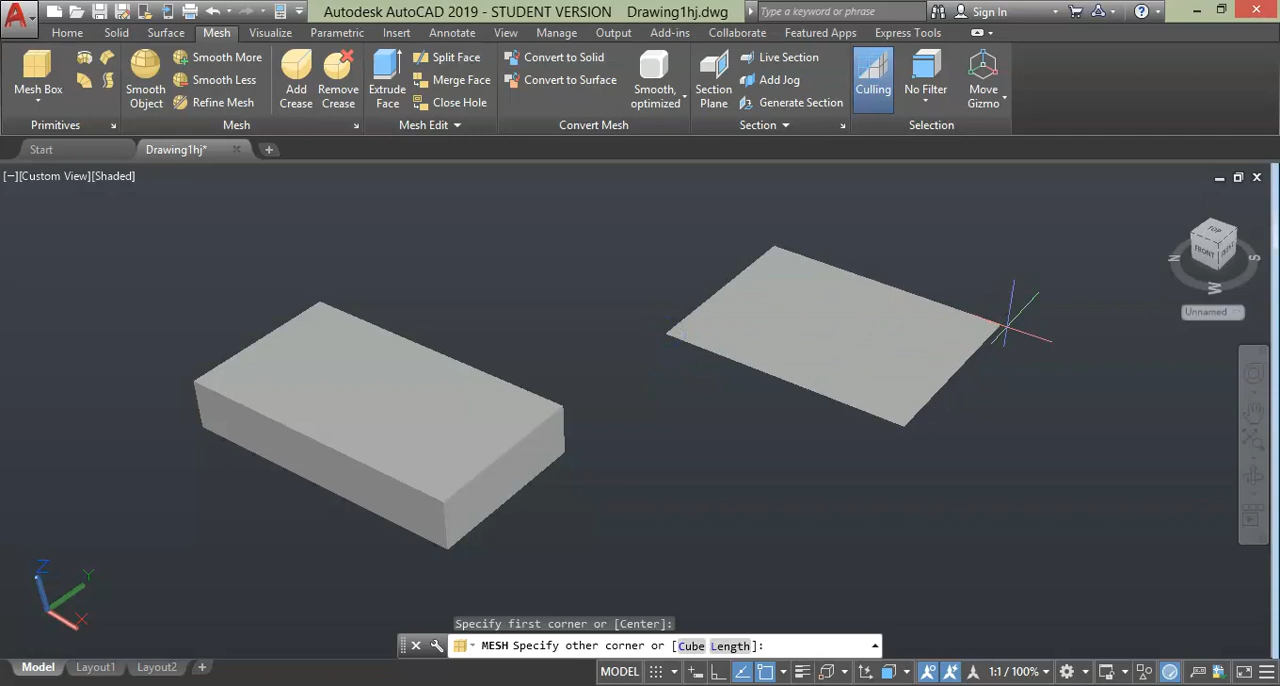 Autodesk AutoCAD 2019 - STUDENT VERSION Drawing1hj.dwg
Type a keyword or phrase
Sign In
Home Solid Surface Mesh Visualize Parametric Insert Annotate View Manage Output Add-ins Collaborate Featured Apps Express Tools
Mesh Box
Primitives
Smooth Object
Smooth More
Smooth Less
Refine Mesh
Mesh
Add Crease
Remove Crease
Extrude Face
Split Face
Merge Face
Close Hole
Mesh Edit
Convert to Solid
Convert to Surface
Smooth, optimized
Convert Mesh
Section Plane
Live Section
Add Jog
Generate Section
Section
Culling
No Filter
Move Gizmo
Selection
Start Drawing1hj*
[−][Custom View][Shaded]
TOP
FRONT
N
S
W
Unnamed
Z
Y
X
Specify first corner or [Center]:
MESH Specify other corner or [Cube Length]:
Model Layout1 Layout2
MODEL 1:1 / 100%